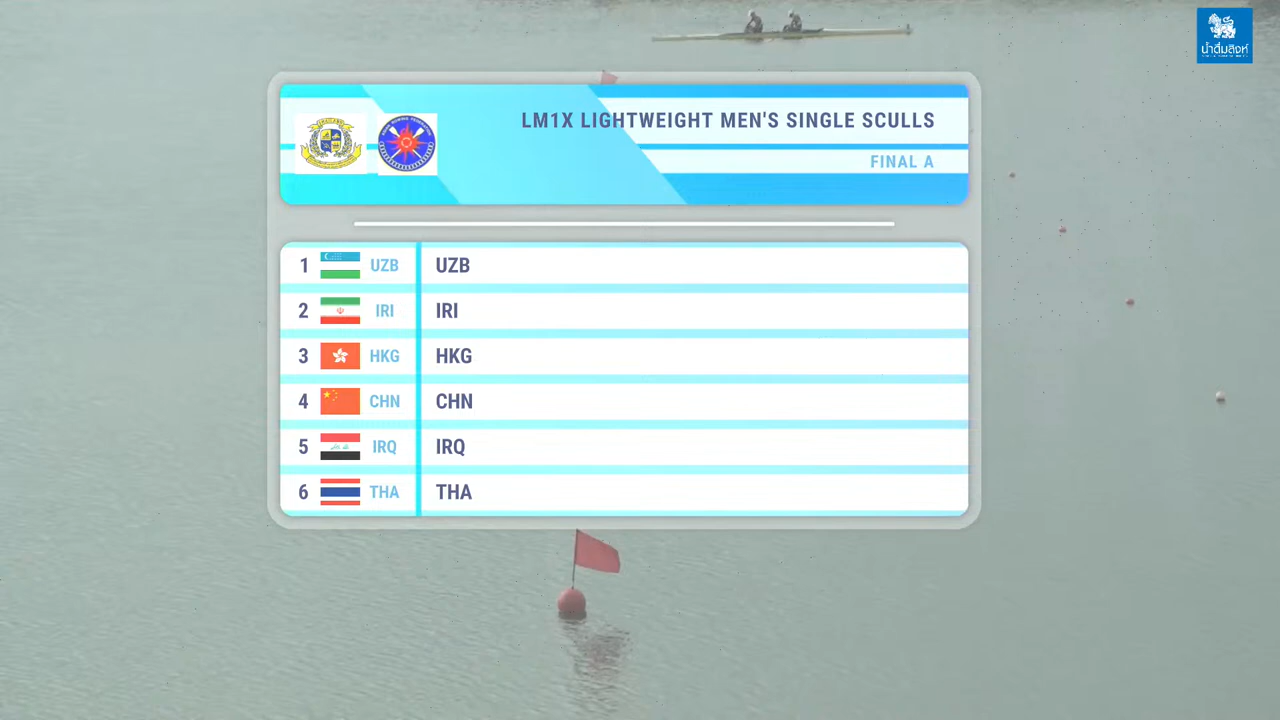 น้ำดื่มสิงห์
LM1X LIGHTWEIGHT MEN'S SINGLE SCULLS
FINAL A
1 UZB UZB
2 IRI IRI
3 HKG HKG
4 CHN CHN
5 IRQ IRQ
6 THA THA